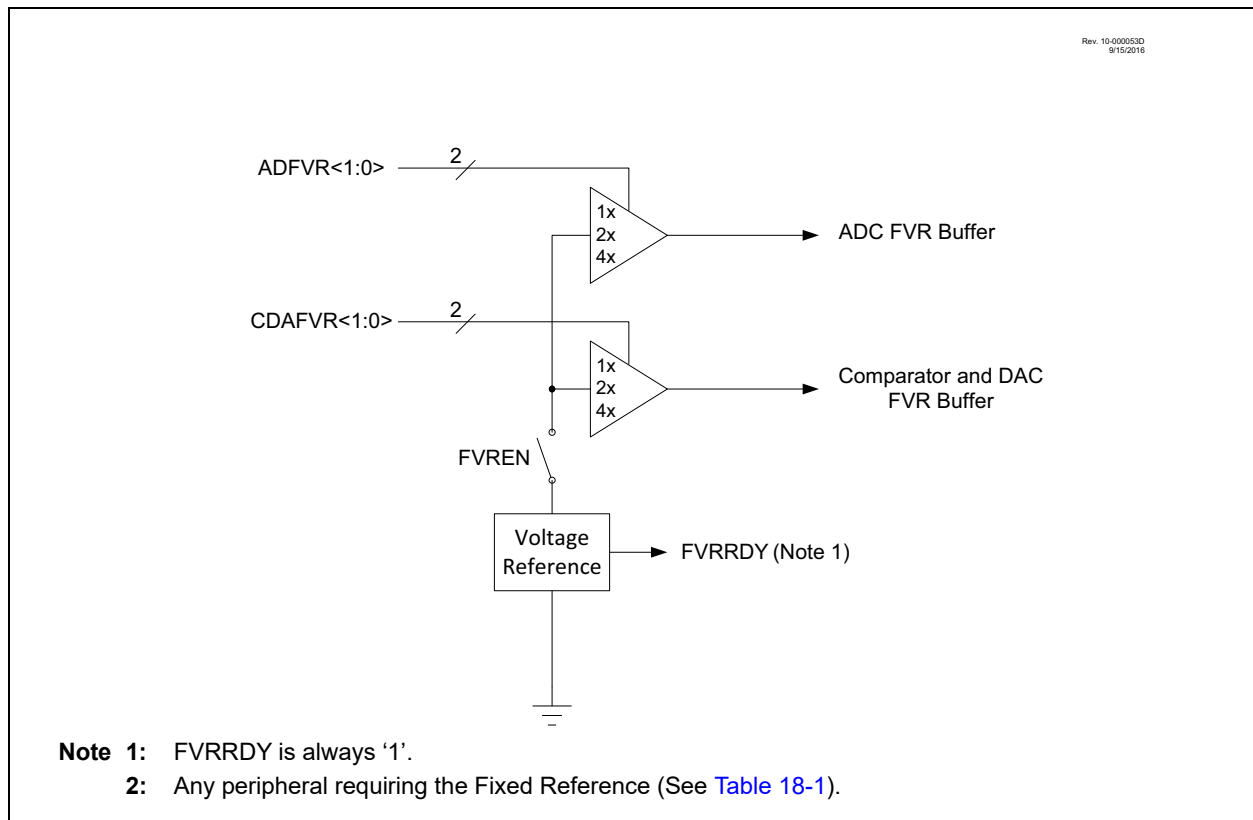 Rev. 10-000053D
9/15/2016
ADFVR<1:0>
2
1x
2x
4x
ADC FVR Buffer
CDAFVR<1:0>
2
1x
2x
4x
Comparator and DAC
FVR Buffer
FVREN
Voltage
Reference
FVRRDY (Note 1)
Note 1: FVRRDY is always ‘1’.
2: Any peripheral requiring the Fixed Reference (See Table 18-1).